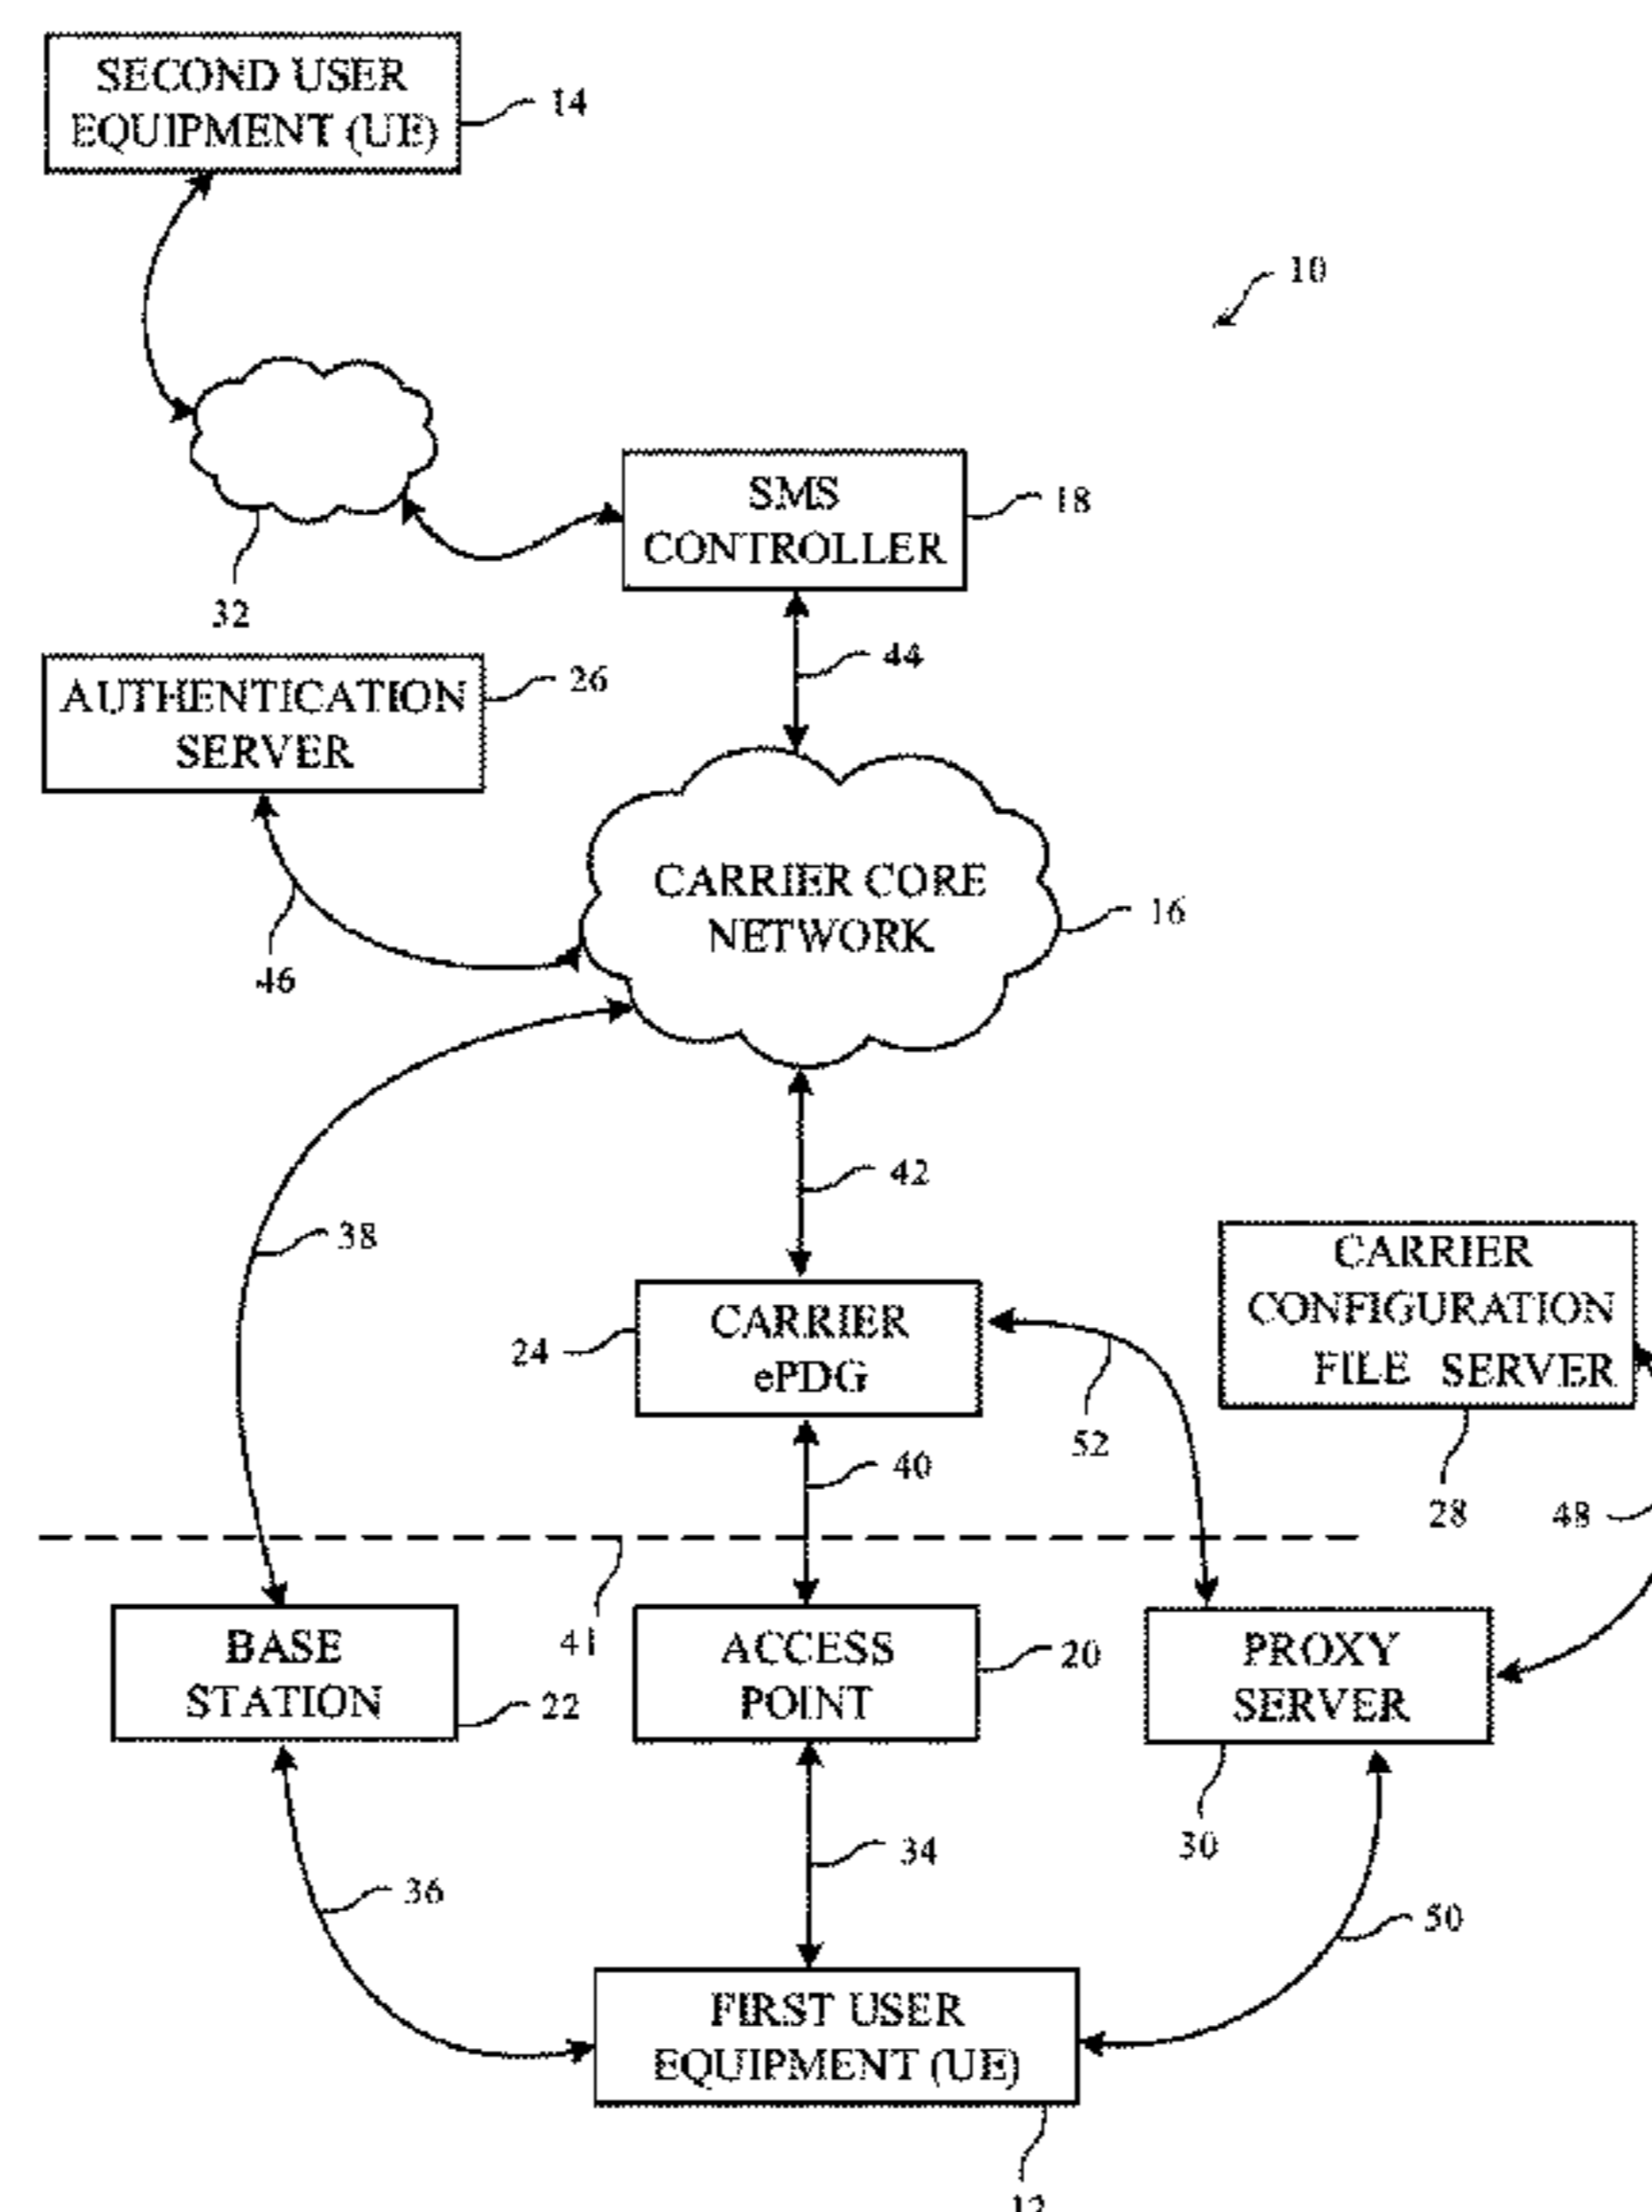 SECOND USER
EQUIPMENT (UE)
14
10
32
SMS
CONTROLLER
18
44
AUTHENTICATION
SERVER
26
46
CARRIER CORE
NETWORK
16
38
42
CARRIER
ePDG
24
52
CARRIER
CONFIGURATION
FILE SERVER
28
48
40
41
BASE
STATION
22
ACCESS
POINT
20
PROXY
SERVER
30
36
34
50
FIRST USER
EQUIPMENT (UE)
12